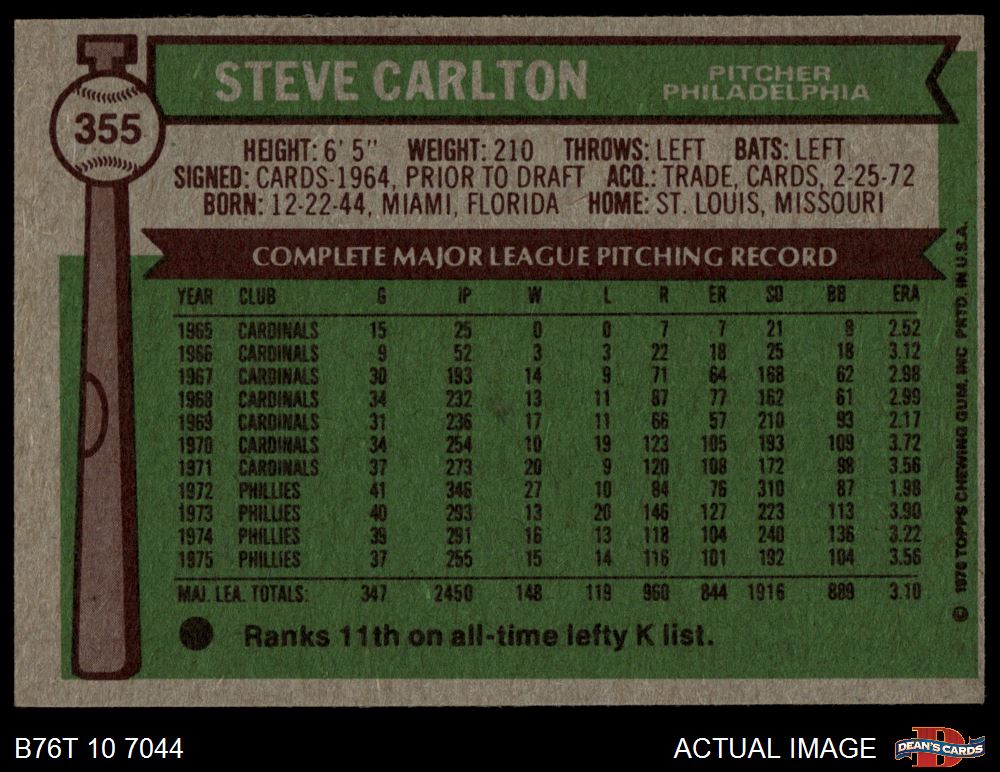 355
STEVE CARLTON
PITCHER
PHILADELPHIA
HEIGHT: 6' 5" WEIGHT: 210 THROWS: LEFT BATS: LEFT
SIGNED: CARDS-1964, PRIOR TO DRAFT ACQ.: TRADE, CARDS, 2-25-72
BORN: 12-22-44, MIAMI, FLORIDA HOME: ST. LOUIS, MISSOURI
COMPLETE MAJOR LEAGUE PITCHING RECORD
YEAR CLUB G IP W L R ER SO BB ERA
1965 CARDINALS 15 25 0 0 7 7 21 8 2.52
1966 CARDINALS 9 52 3 3 22 18 25 18 3.12
1967 CARDINALS 30 193 14 9 71 64 168 62 2.98
1968 CARDINALS 34 232 13 11 87 77 162 61 2.99
1969 CARDINALS 31 236 17 11 66 57 210 93 2.17
1970 CARDINALS 34 254 10 19 123 105 193 109 3.72
1971 CARDINALS 37 273 20 9 120 108 172 98 3.56
1972 PHILLIES 41 346 27 10 84 76 310 87 1.98
1973 PHILLIES 40 293 13 20 146 127 223 113 3.90
1974 PHILLIES 39 291 16 13 118 104 240 136 3.22
1975 PHILLIES 37 255 15 14 116 101 192 104 3.56
MAJ. LEA. TOTALS: 347 2450 148 119 960 844 1916 889 3.10
Ranks 11th on all-time lefty K list.
© 1976 TOPPS CHEWING GUM, INC PRTD. IN U.S.A.
B76T 10 7044
ACTUAL IMAGE
D
DEAN'S CARDS